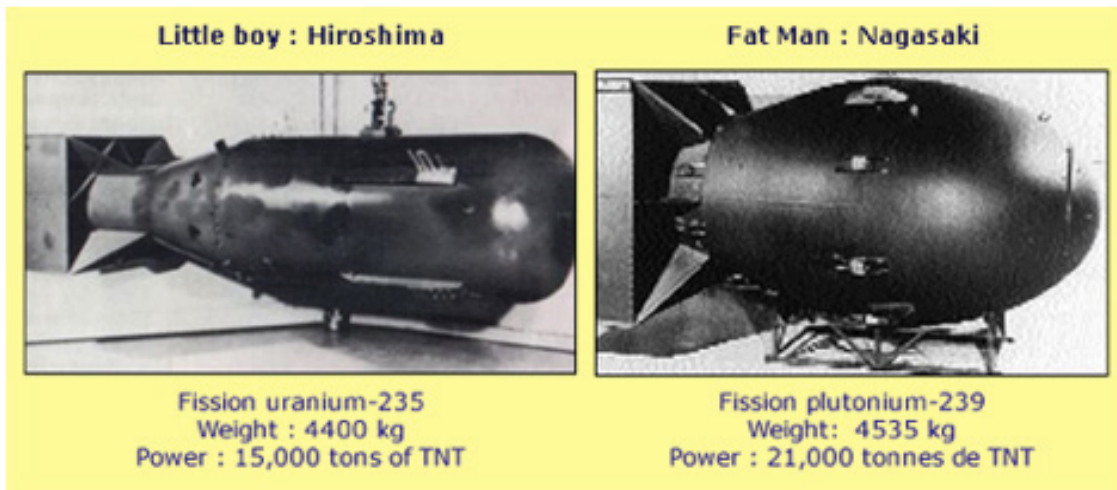 Little boy : Hiroshima
Fission uranium-235
Weight : 4400 kg
Power : 15,000 tons of TNT
Fat Man : Nagasaki
Fission plutonium-239
Weight: 4535 kg
Power : 21,000 tonnes de TNT